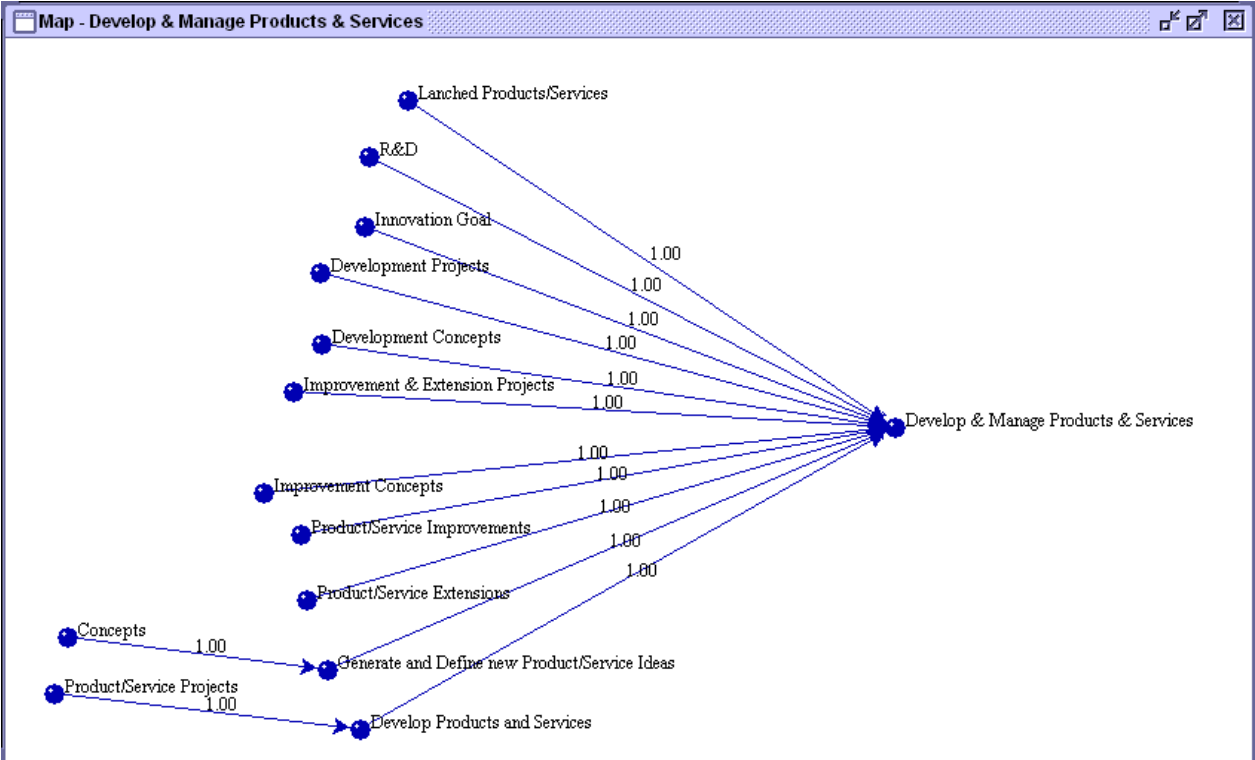 Map - Develop & Manage Products & Services
Lanched Products/Services
R&D
Innovation Goal
1.00
Development Projects
1.00
1.00
Development Concepts
1.00
1.00
Improvement & Extension Projects
1.00
Develop & Manage Products & Services
1.00
Improvement Concepts
1.00
Product/Service Improvements
1.00
1.00
1.00
Product/Service Extensions
Concepts
1.00
Generate and Define new Product/Service Ideas
Product/Service Projects
1.00
Develop Products and Services